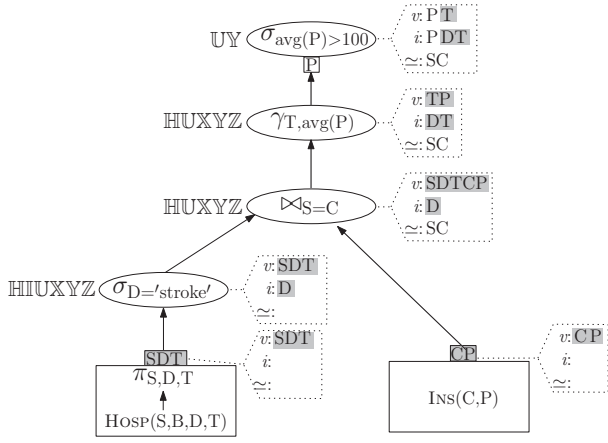 𝕌𝕐 σavg(P)>100
v: P T
i: P DT
≃: SC
P
ℍ𝕌𝕏𝕐ℤ γT,avg(P)
v: TP
i: DT
≃: SC
ℍ𝕌𝕏𝕐ℤ ⋈S=C
v: SDTCP
i: D
≃: SC
ℍ𝕀𝕌𝕏𝕐ℤ σD='stroke'
v: SDT
i: D
≃:
SDT
v: SDT
i:
≃:
πS,D,T
HOSP(S,B,D,T)
CP
v: CP
i:
≃:
INS(C,P)